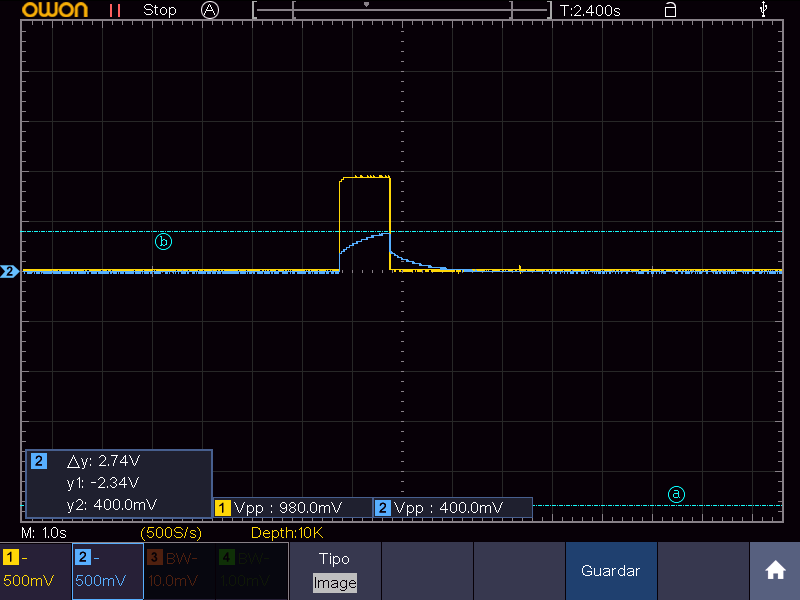 owon Stop A T:2.400s
b
2
a
2 Δy: 2.74V
y1: -2.34V
y2: 400.0mV
1 Vpp : 980.0mV 2 Vpp : 400.0mV
M: 1.0s (500S/s) Depth:10K
1 - 2 - 3 BW- 4 BW- Tipo
500mV 500mV 10.0mV 1.00mV Image
Guardar